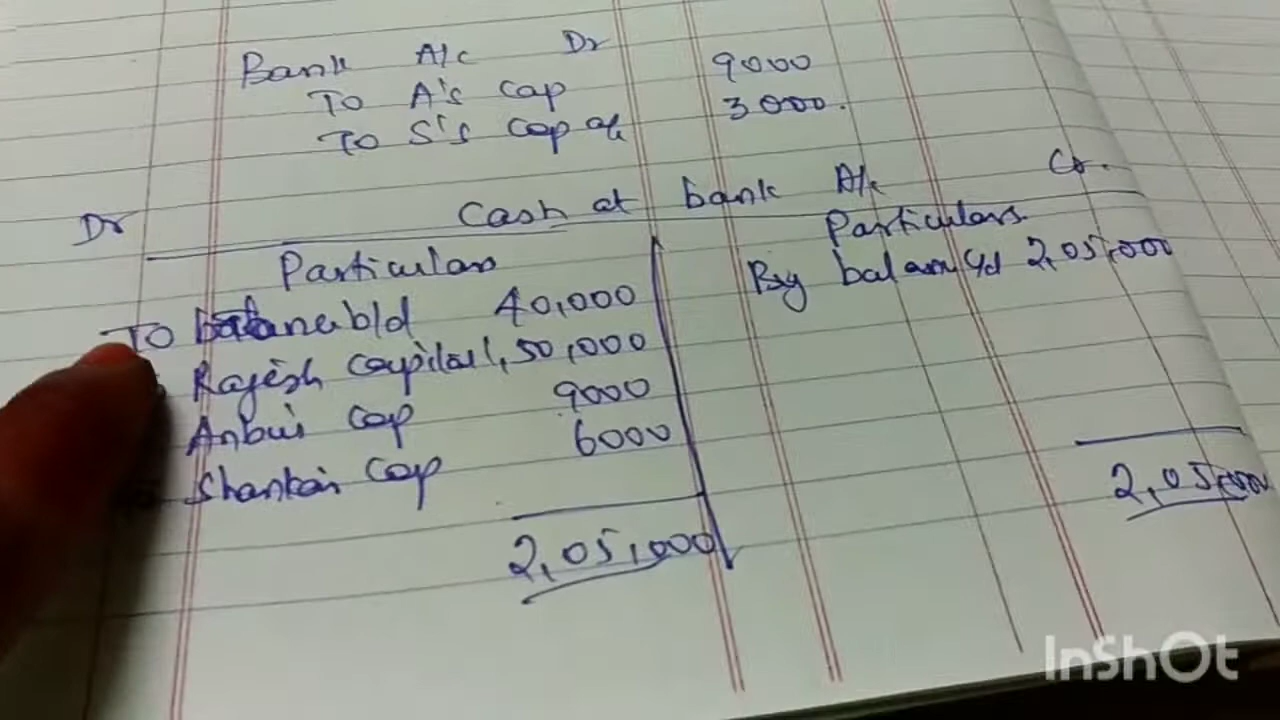 Bank A/c Dr 9000
To A's cap 3000.
To S's cap a/c
Dr Cash at bank A/c Cr.
Particulars Particulars
To balance b/d 40,000 By balance c/d 2,05,000
Rajesh capital 1,50,000
Anbu's cap 9000
Shankar's cap 6000
2,05,000 2,05,000
InShOt